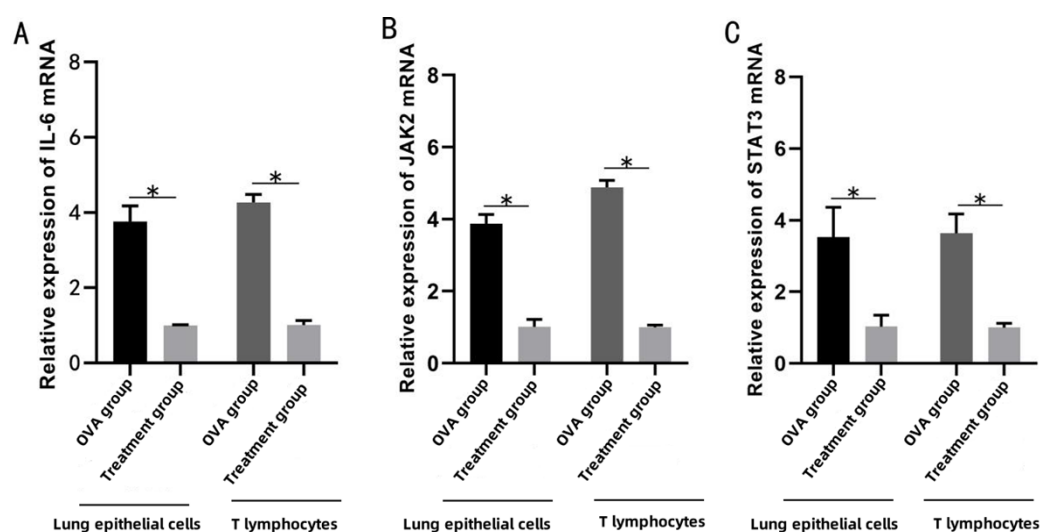 A
Relative expression of IL-6 mRNA
8
6
4
2
0
*
*
OVA group
Treatment group
OVA group
Treatment group
Lung epithelial cells
T lymphocytes
B
Relative expression of JAK2 mRNA
8
6
4
2
0
*
*
OVA group
Treatment group
OVA group
Treatment group
Lung epithelial cells
T lymphocytes
C
Relative expression of STAT3 mRNA
8
6
4
2
0
*
*
OVA group
Treatment group
OVA group
Treatment group
Lung epithelial cells
T lymphocytes